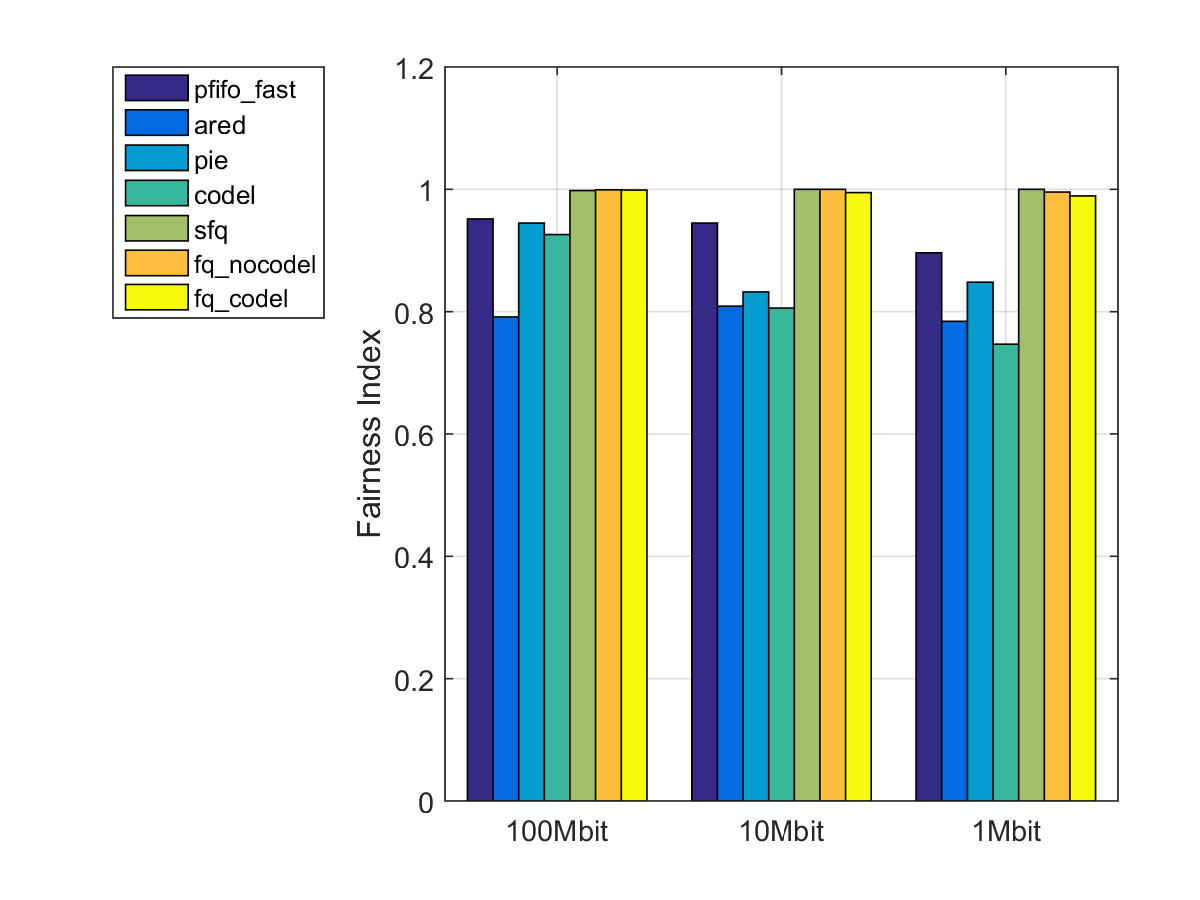 pfifo_fast
ared
pie
codel
sfq
fq_nocodel
fq_codel
Fairness Index
1.2
1
0.8
0.6
0.4
0.2
0
100Mbit 10Mbit 1Mbit